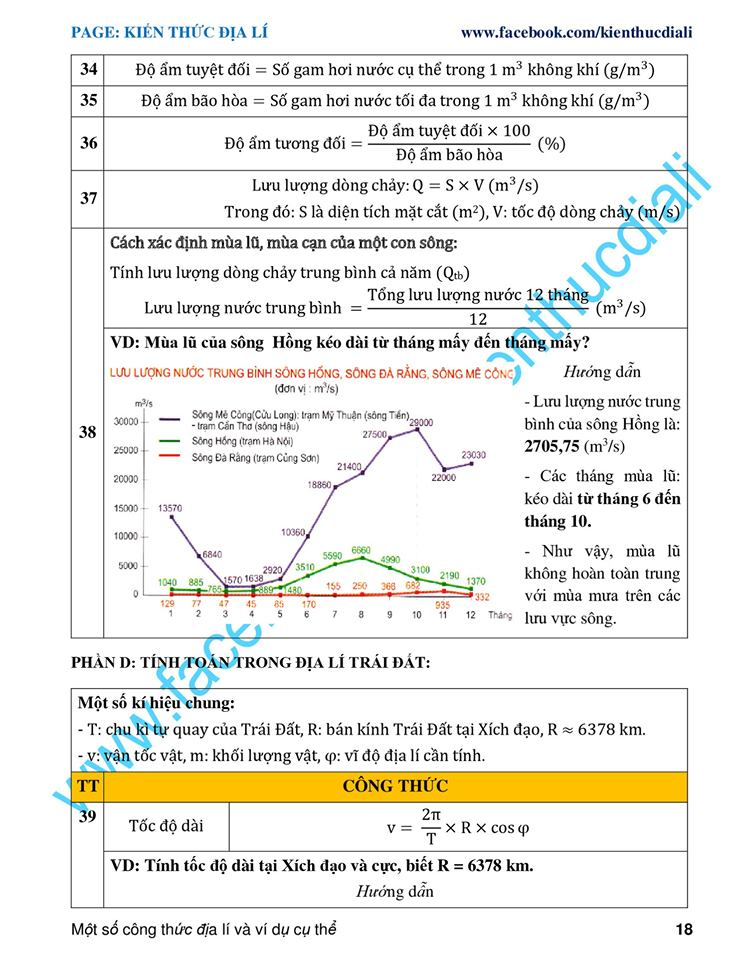 PAGE: KIẾN THỨC ĐỊA LÍ www.facebook.com/kienthucdiali
34 Độ ẩm tuyệt đối = Số gam hơi nước cụ thể trong 1 m³ không khí (g/m³)
35 Độ ẩm bão hòa = Số gam hơi nước tối đa trong 1 m³ không khí (g/m³)
36 Độ ẩm tương đối = Độ ẩm tuyệt đối × 100 / Độ ẩm bão hòa (%)
37 Lưu lượng dòng chảy: Q = S × V (m³/s)
Trong đó: S là diện tích mặt cắt (m²), V: tốc độ dòng chảy (m/s)
38
Cách xác định mùa lũ, mùa cạn của một con sông:
Tính lưu lượng dòng chảy trung bình cả năm (Qtb)
Lưu lượng nước trung bình = Tổng lưu lượng nước 12 tháng / 12 (m³/s)
VD: Mùa lũ của sông Hồng kéo dài từ tháng mấy đến tháng mấy?
LƯU LƯỢNG NƯỚC TRUNG BÌNH SÔNG HỒNG, SÔNG ĐÀ RẰNG, SÔNG MÊ CÔNG
(đơn vị : m³/s)
m³/s
Sông Mê Công(Cửu Long): trạm Mỹ Thuận (sông Tiền)
- trạm Cần Thơ (sông Hậu)
Sông Hồng (trạm Hà Nội)
Sông Đà Rằng (trạm Củng Sơn)
30000
25000
20000
15000
10000
5000
0
13570 6840 1570 1638 2920 10360 18860 21400 27500 29000 22000 23030
1040 885 765 889 1480 3510 5590 6660 4990 3100 2190 1370
129 77 47 45 85 170 155 250 366 682 935 332
1 2 3 4 5 6 7 8 9 10 11 12 Tháng
Hướng dẫn
- Lưu lượng nước trung
bình của sông Hồng là:
2705,75 (m³/s)
- Các tháng mùa lũ:
kéo dài từ tháng 6 đến
tháng 10.
- Như vậy, mùa lũ
không hoàn toàn trung
với mùa mưa trên các
lưu vực sông.
PHẦN D: TÍNH TOÁN TRONG ĐỊA LÍ TRÁI ĐẤT:
Một số kí hiệu chung:
- T: chu kì tự quay của Trái Đất, R: bán kính Trái Đất tại Xích đạo, R ≈ 6378 km.
- v: vận tốc vật, m: khối lượng vật, φ: vĩ độ địa lí cần tính.
TT CÔNG THỨC
39 Tốc độ dài v = 2π / T × R × cos φ
VD: Tính tốc độ dài tại Xích đạo và cực, biết R = 6378 km.
Hướng dẫn
Một số công thức địa lí và ví dụ cụ thể 18